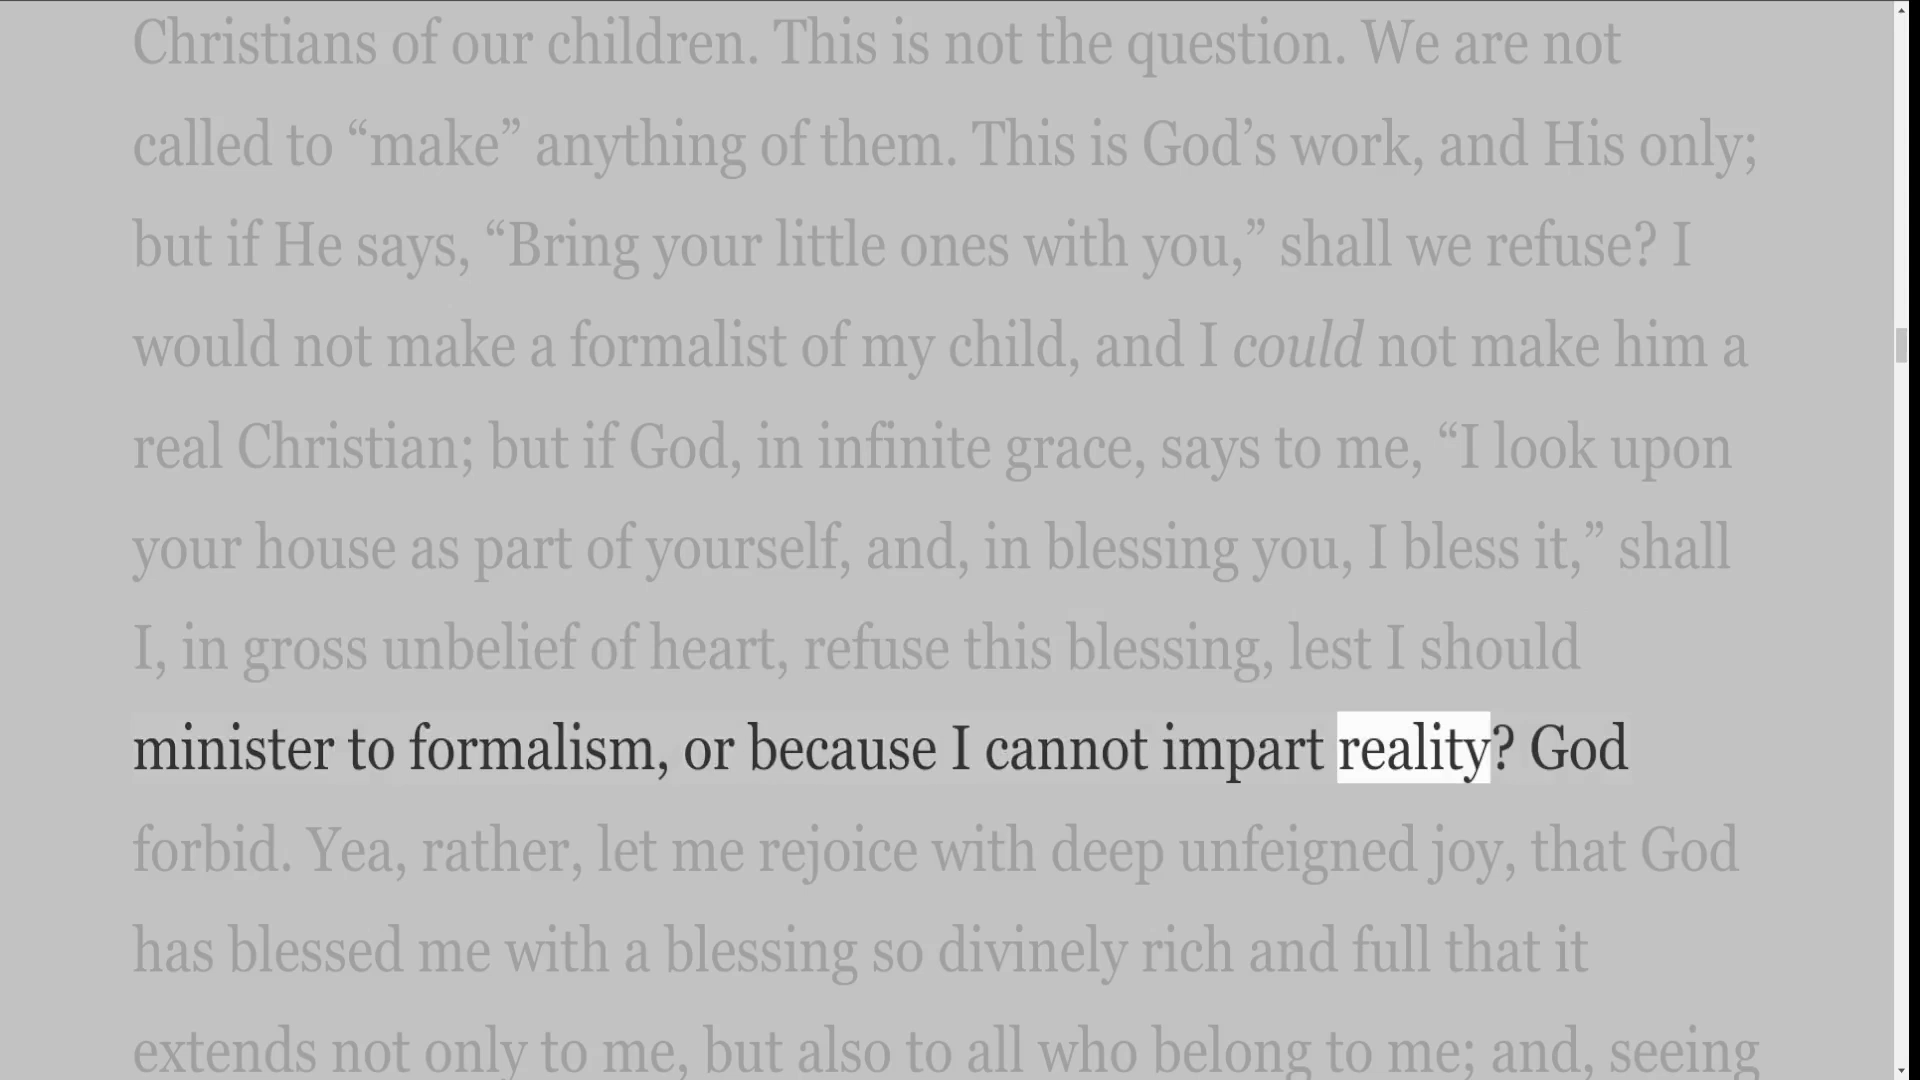 Christians of our children. This is not the question. We are not
called to “make” anything of them. This is God’s work, and His only;
but if He says, “Bring your little ones with you,” shall we refuse? I
would not make a formalist of my child, and I could not make him a
real Christian; but if God, in infinite grace, says to me, “I look upon
your house as part of yourself, and, in blessing you, I bless it,” shall
I, in gross unbelief of heart, refuse this blessing, lest I should
minister to formalism, or because I cannot impart reality? God
forbid. Yea, rather, let me rejoice with deep unfeigned joy, that God
has blessed me with a blessing so divinely rich and full that it
extends not only to me, but also to all who belong to me; and, seeing